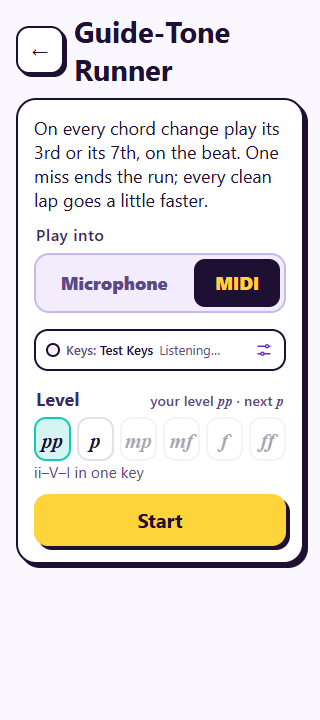 ←
Guide-Tone
Runner
On every chord change play its
3rd or its 7th, on the beat. One
miss ends the run; every clean
lap goes a little faster.
Play into
Microphone MIDI
Keys: Test Keys Listening...
Level your level pp · next p
pp p mp mf f ff
ii–V–I in one key
Start